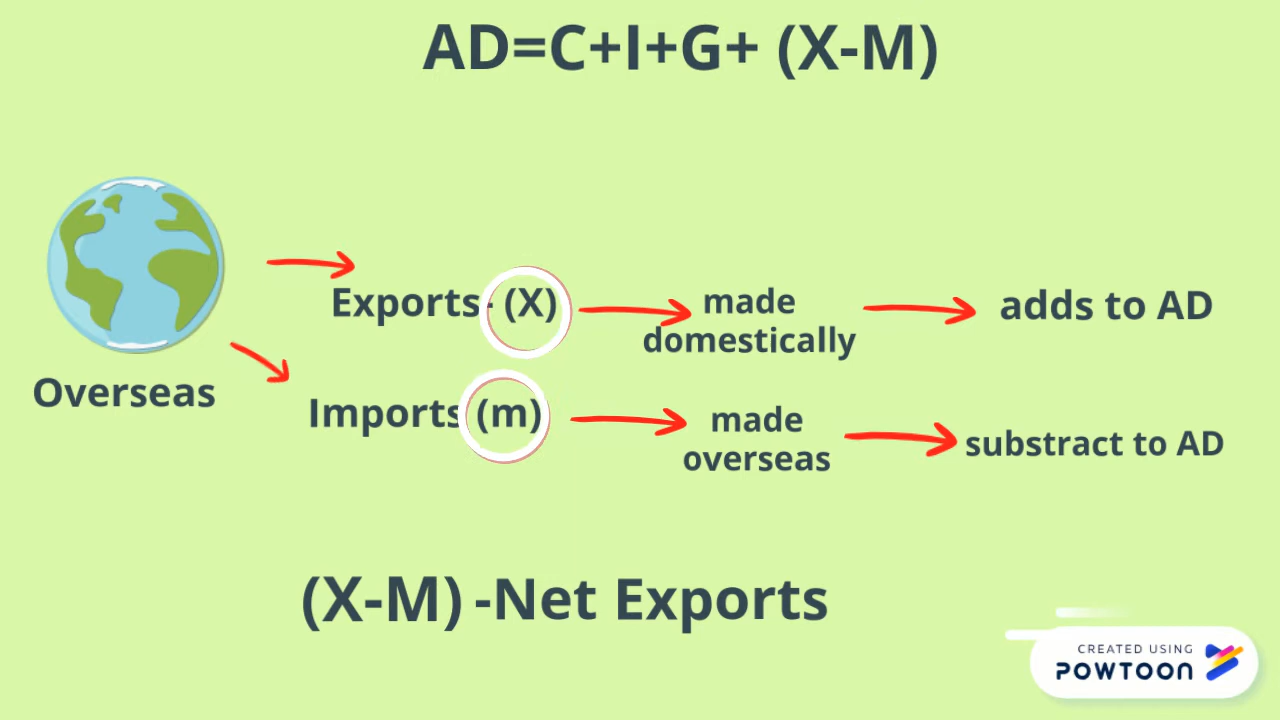 AD=C+I+G+ (X-M)
Exports- (X)
made
domestically
adds to AD
Overseas
Imports (m)
made
overseas
substract to AD
(X-M) -Net Exports
CREATED USING
POWTOON